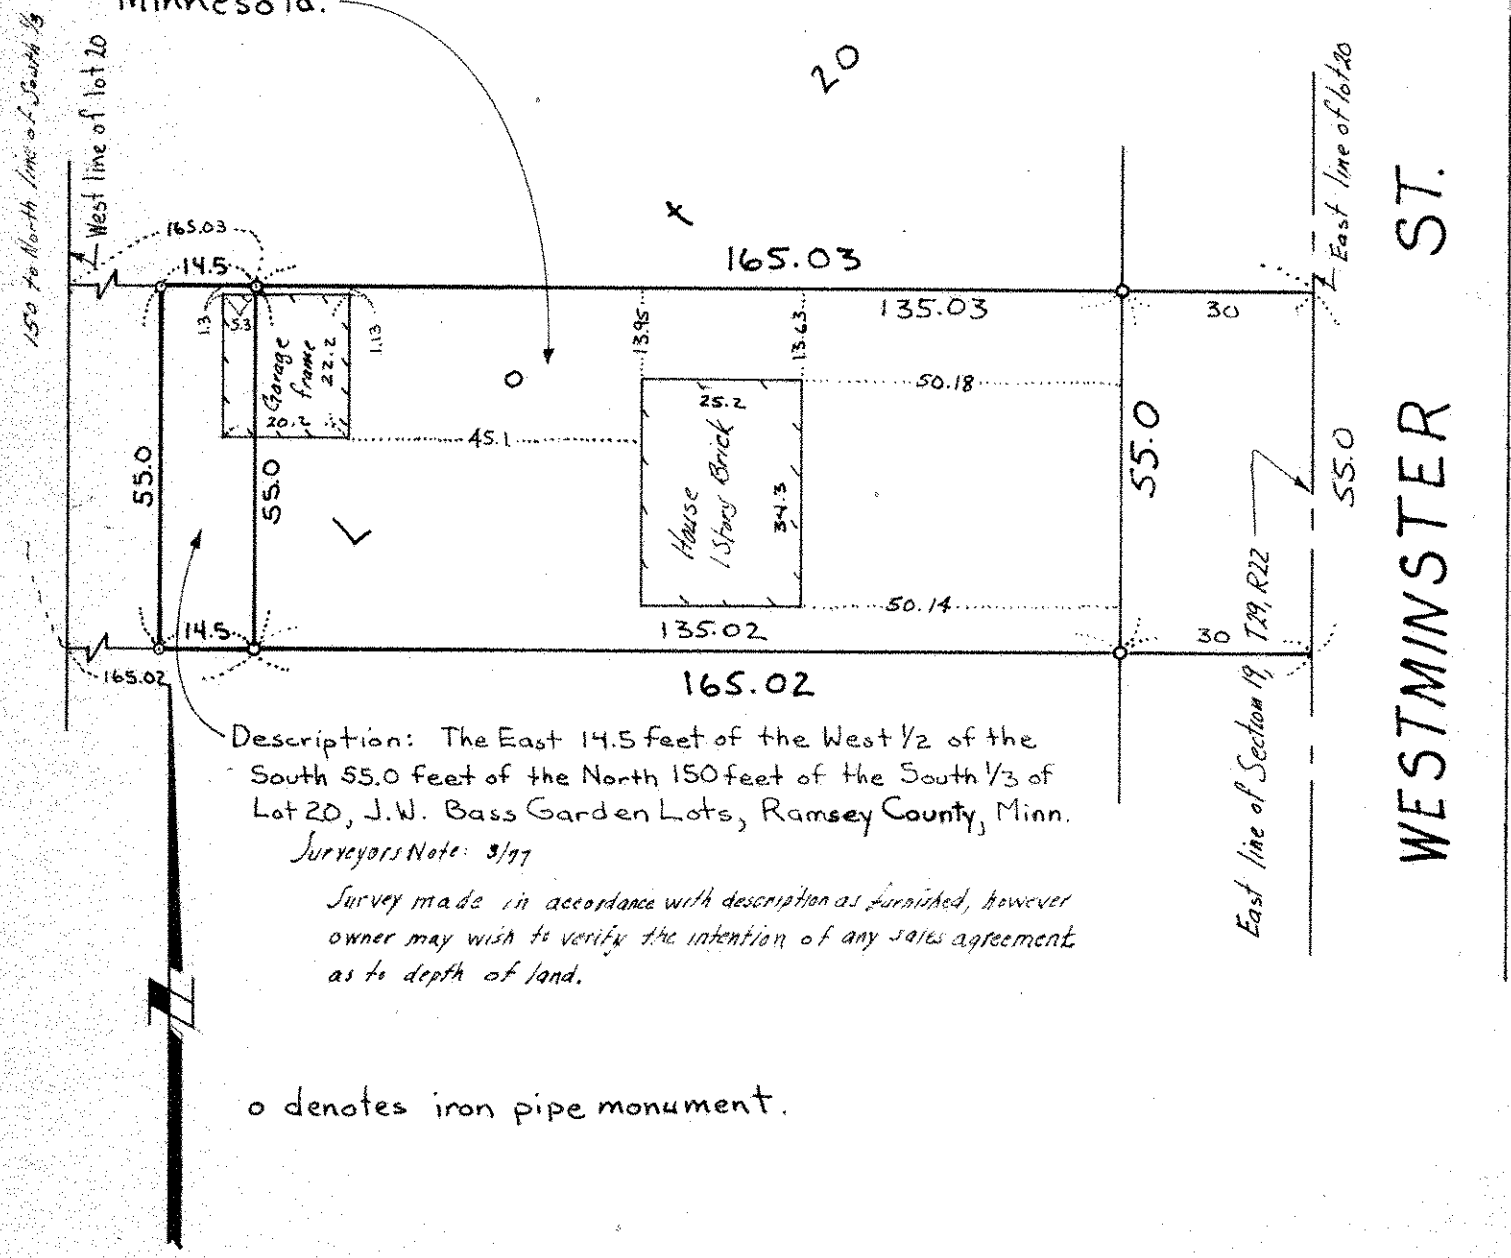 Minnesota.
150 to North line of South 1/3
West line of lot 20
20
East line of lot 20
WESTMINSTER ST.
165.03
14.5
165.03
135.03
30
1.3
5.3
1.13
Garage
frame
22.2
20.2
13.95
13.63
50.18
45.1
25.2
House
1 Story Brick
34.3
55.0
55.0
55.0
55.0
50.14
14.5
135.02
30
165.02
165.02
East line of Section 19, T29, R22
Description: The East 14.5 feet of the West 1/2 of the
South 55.0 feet of the North 150 feet of the South 1/3 of
Lot 20, J.W. Bass Garden Lots, Ramsey County, Minn.
Surveyors Note: 3/77
Survey made in accordance with description as furnished, however
owner may wish to verify the intention of any sales agreement
as to depth of land.
o denotes iron pipe monument.